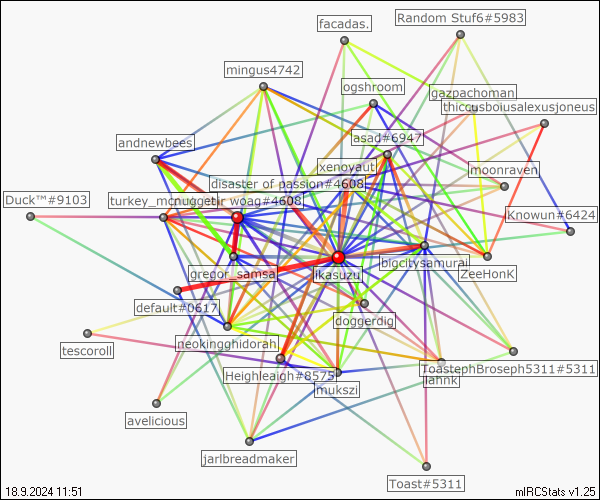 facadas.
Random Stuf6#5983
mingus4742
ogshroom
gazpachoman
thiccusboiusalexusjoneus
asad#6947
andnewbees
xenoyaut
moonraven
disaster of passion#4608
Duck™#9103
turkey_mcnugget
woag#4608
Knowun#6424
bigcitysamurai
gregor_samsa
ikasuzu
ZeeHonK
default#0617
doggerdig
neokingghidorah
tescoroll
ToastephBroseph5311#5311
Heighleaigh#8575
mukszi
avelicious
jarlbreadmaker
Toast#5311
18.9.2024 11:51
mIRCStats v1.25